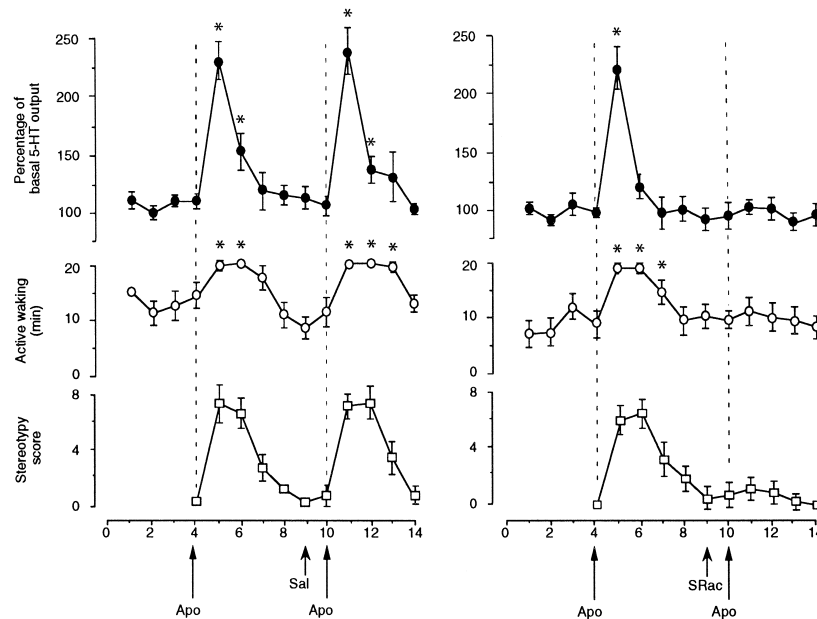 Percentage of
basal 5-HT output
250
200
150
100
*
*
*
*
Active waking
(min)
20
10
0
* * * * *
Stereotypy
score
8
4
0
0 2 4 6 8 10 12 14
Sal
Apo Apo
250
200
150
100
*
20
10
0
* * *
8
4
0
0 2 4 6 8 10 12 14
SRac
Apo Apo